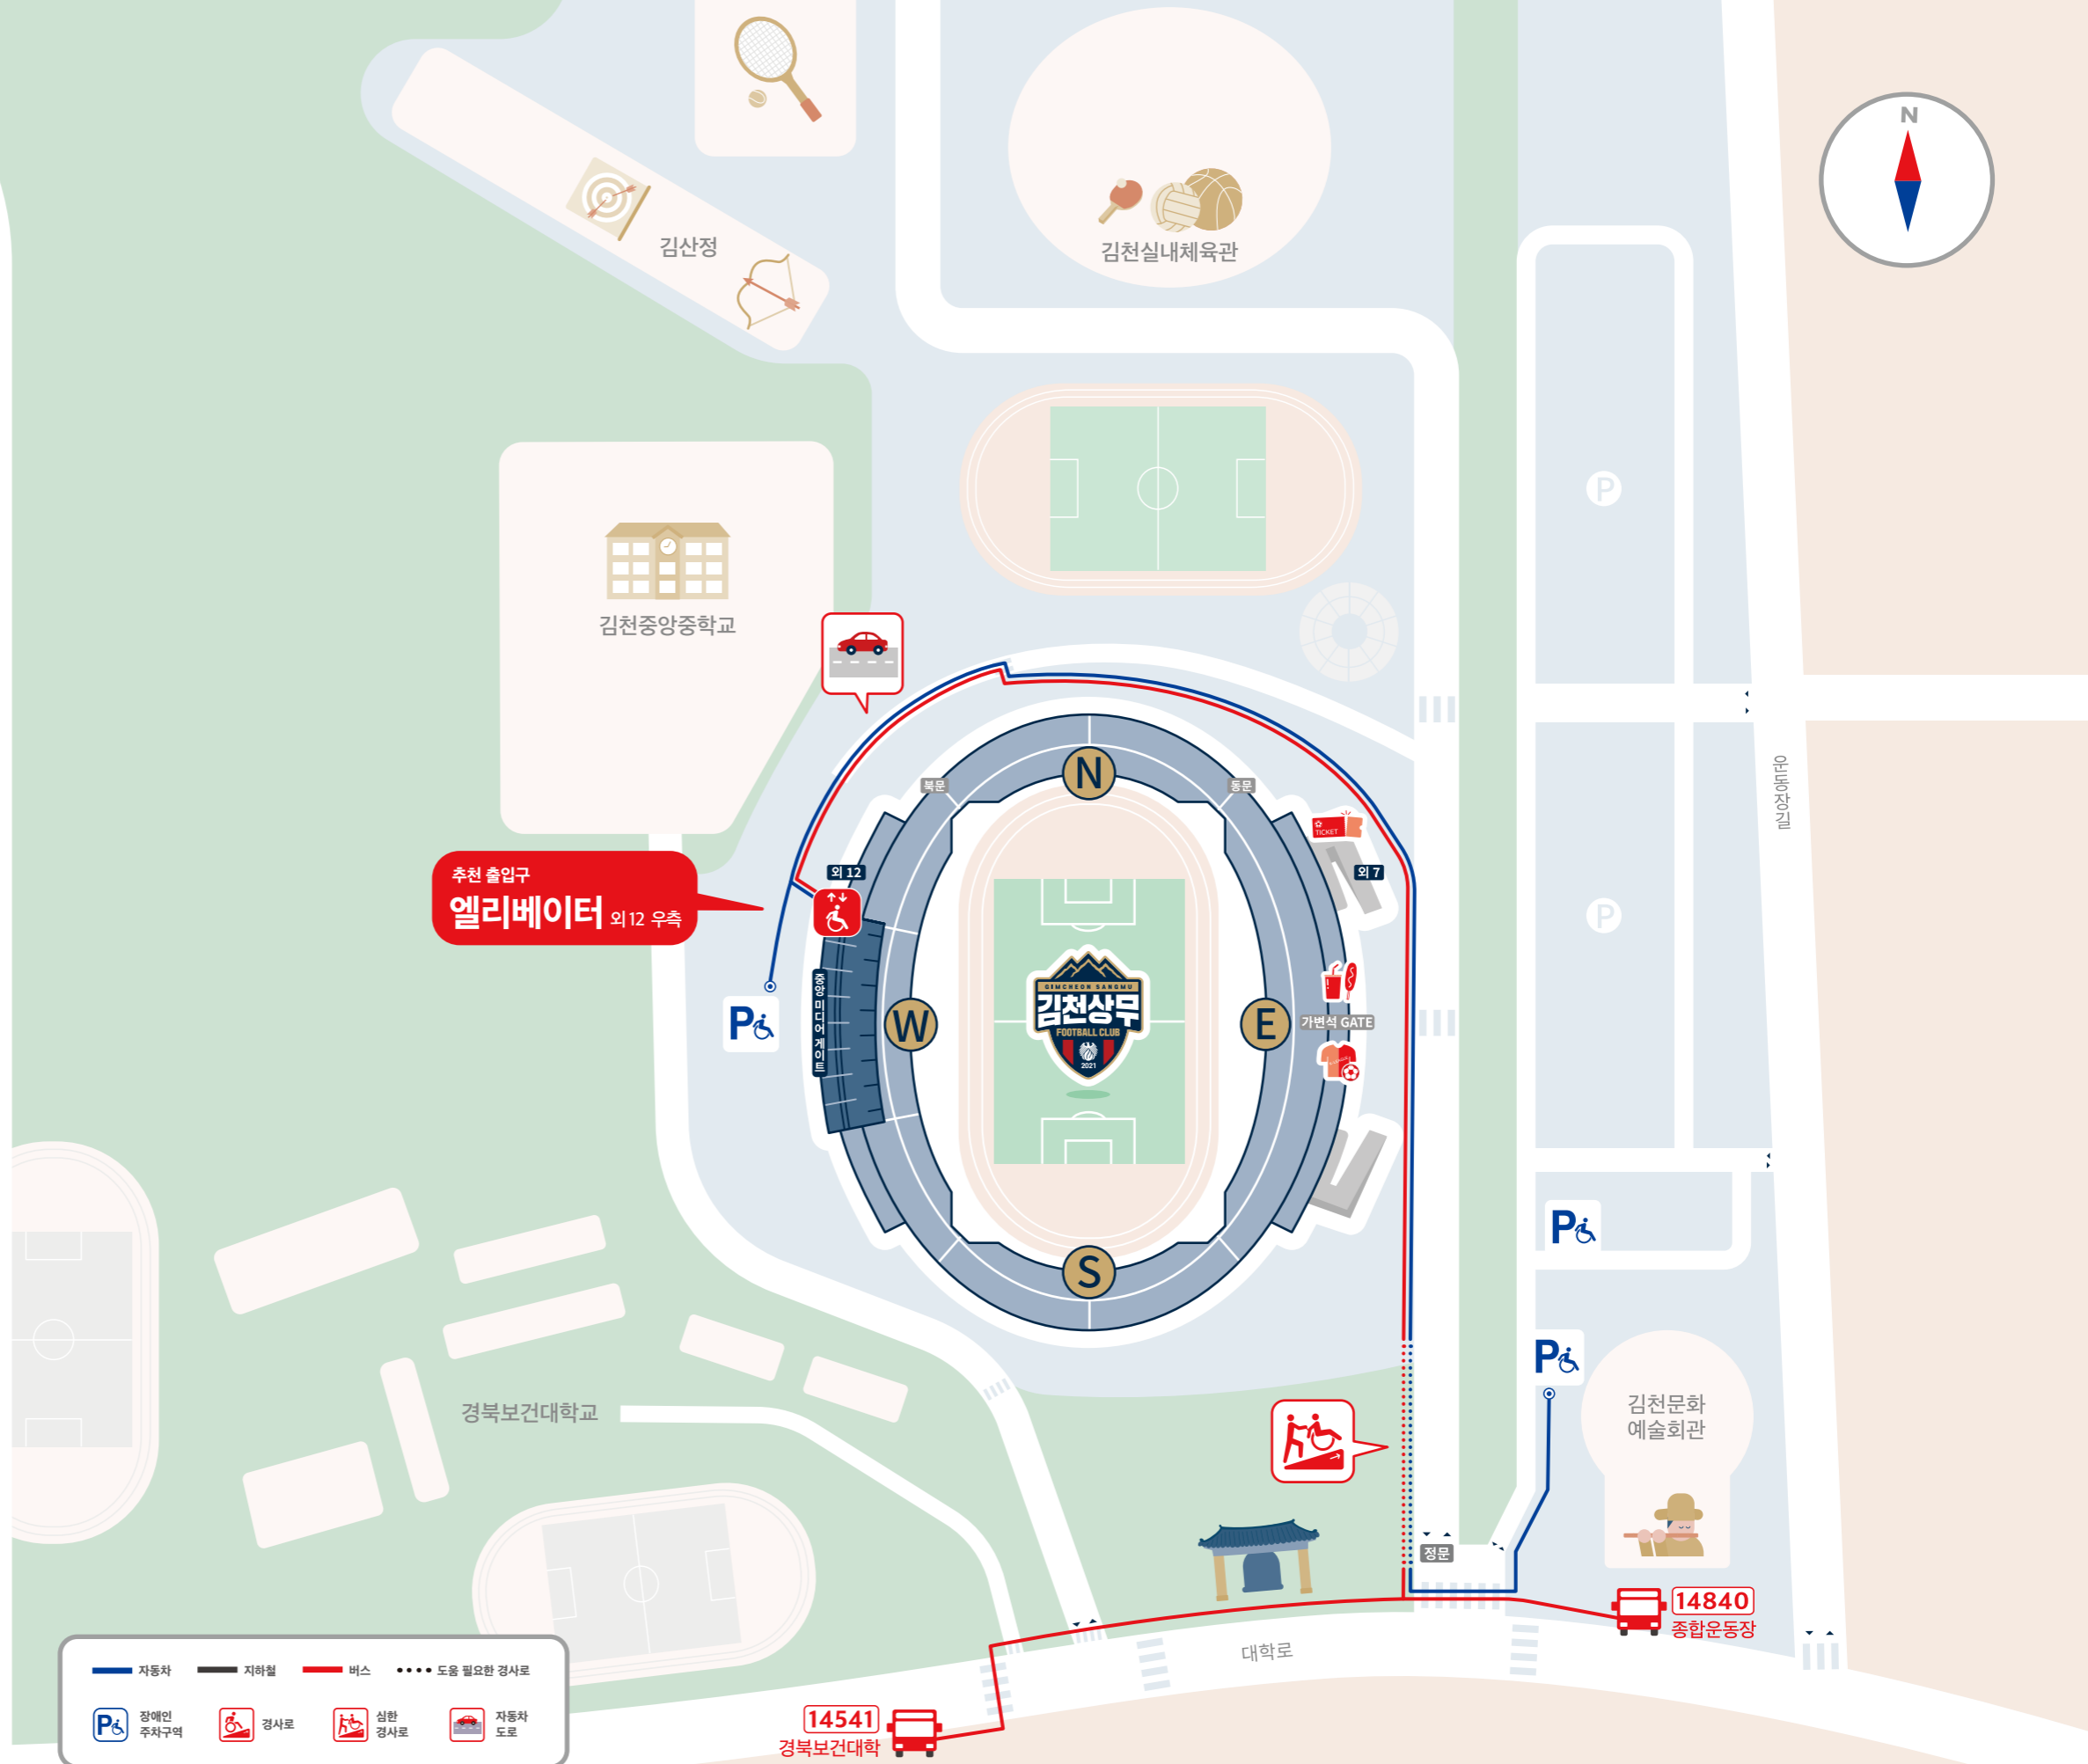 N
김산정
김천실내체육관
P
김천중앙중학교
운동장길
북문
N
동문
TICKET
추천 출입구
엘리베이터 외 12 우측
외 12
외 7
P
중앙 미디어 게이트
W
GIMCHEON SANGMU
김천상무
FOOTBALL CLUB
2021
E
가변석 GATE
P
P
S
P
김천문화
예술회관
경북보건대학교
정문
14840
종합운동장
대학로
14541
경북보건대학
자동차
지하철
버스
도움 필요한 경사로
P
장애인
주차구역
경사로
심한
경사로
자동차
도로